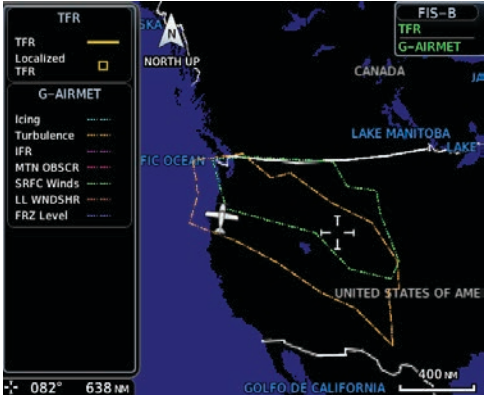 TFR
TFR
Localized
TFR
G-AIRMET
Icing
Turbulence
IFR
MTN OBSCR
SRFC Winds
LL WNDSHR
FRZ Level
082° 638 NM
SKA
N
NORTH UP
FIS-B
TFR
G-AIRMET
CANADA
JA
LAKE MANITOBA
LAKE
FIC OCEAN
UNITED STATES OF AME
400 NM
GOLFO DE CALIFORNIA